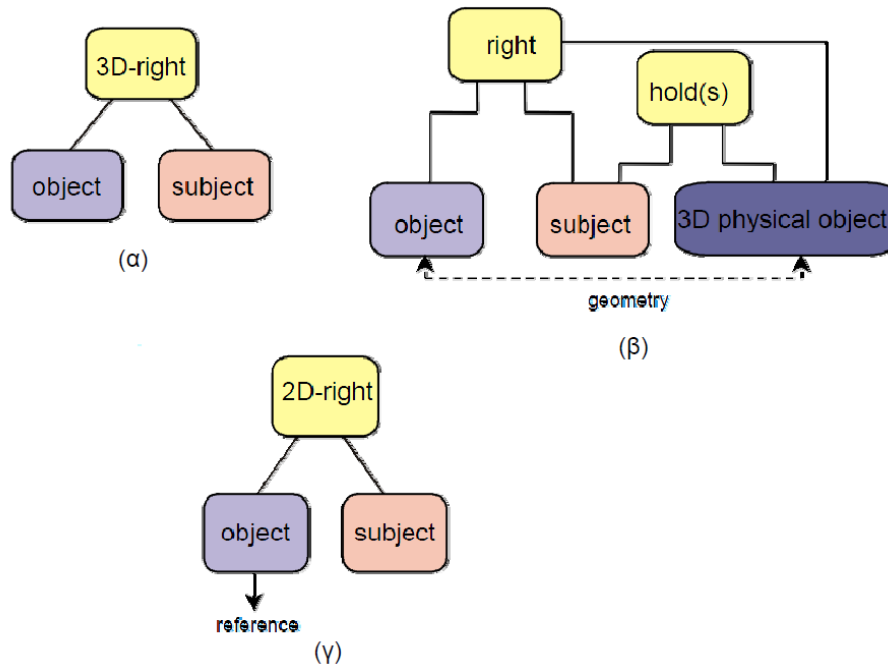 3D-right
object
subject
(α)
right
hold(s)
object
subject
3D physical object
geometry
(β)
2D-right
object
subject
reference
(γ)